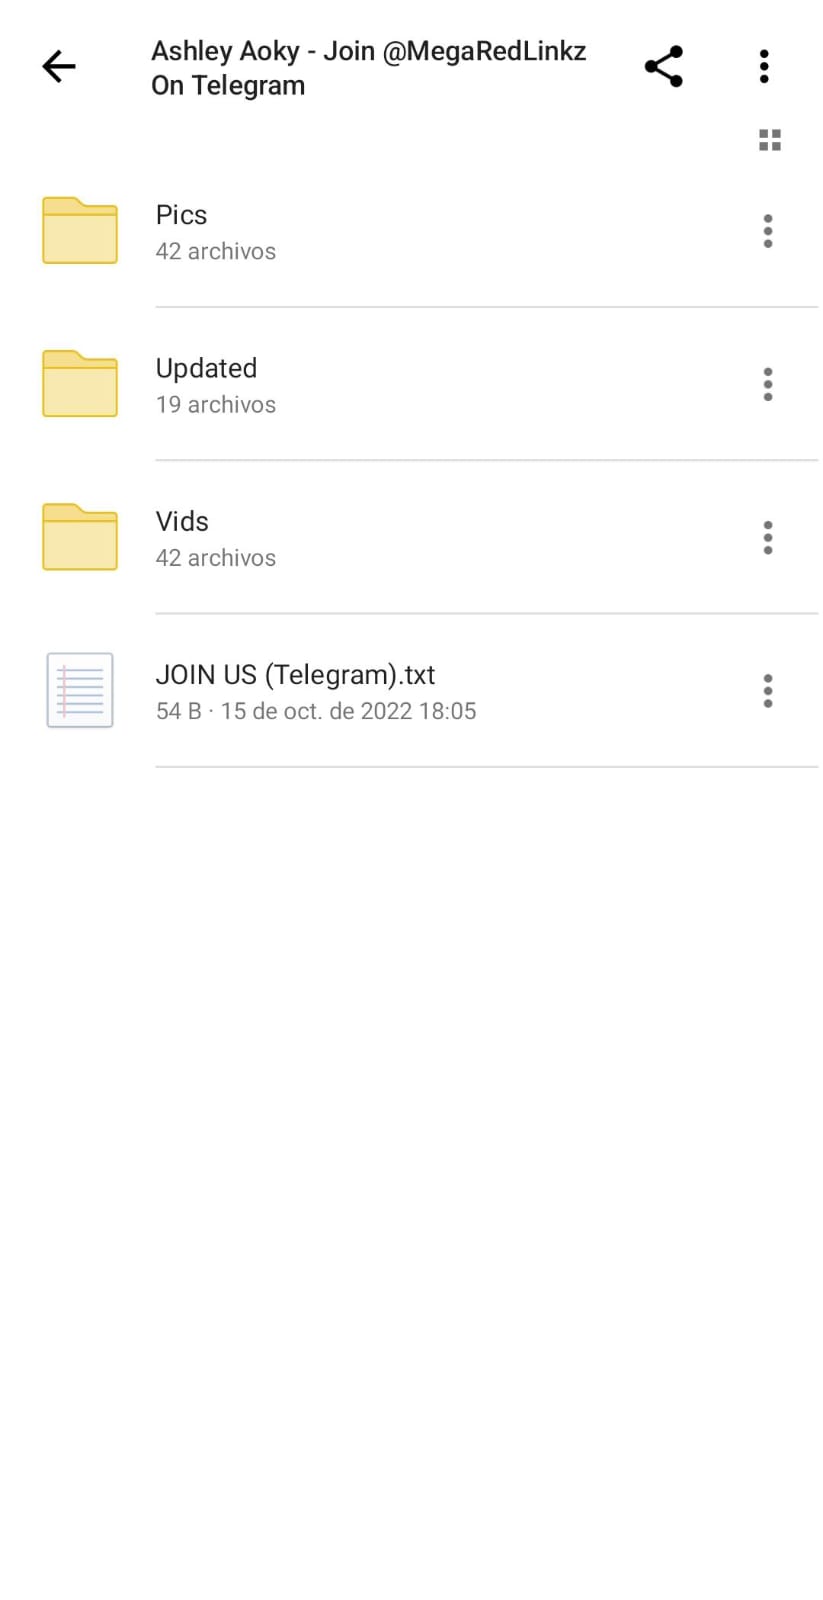 Ashley Aoky - Join @MegaRedLinkz
On Telegram
Pics
42 archivos
Updated
19 archivos
Vids
42 archivos
JOIN US (Telegram).txt
54 B · 15 de oct. de 2022 18:05